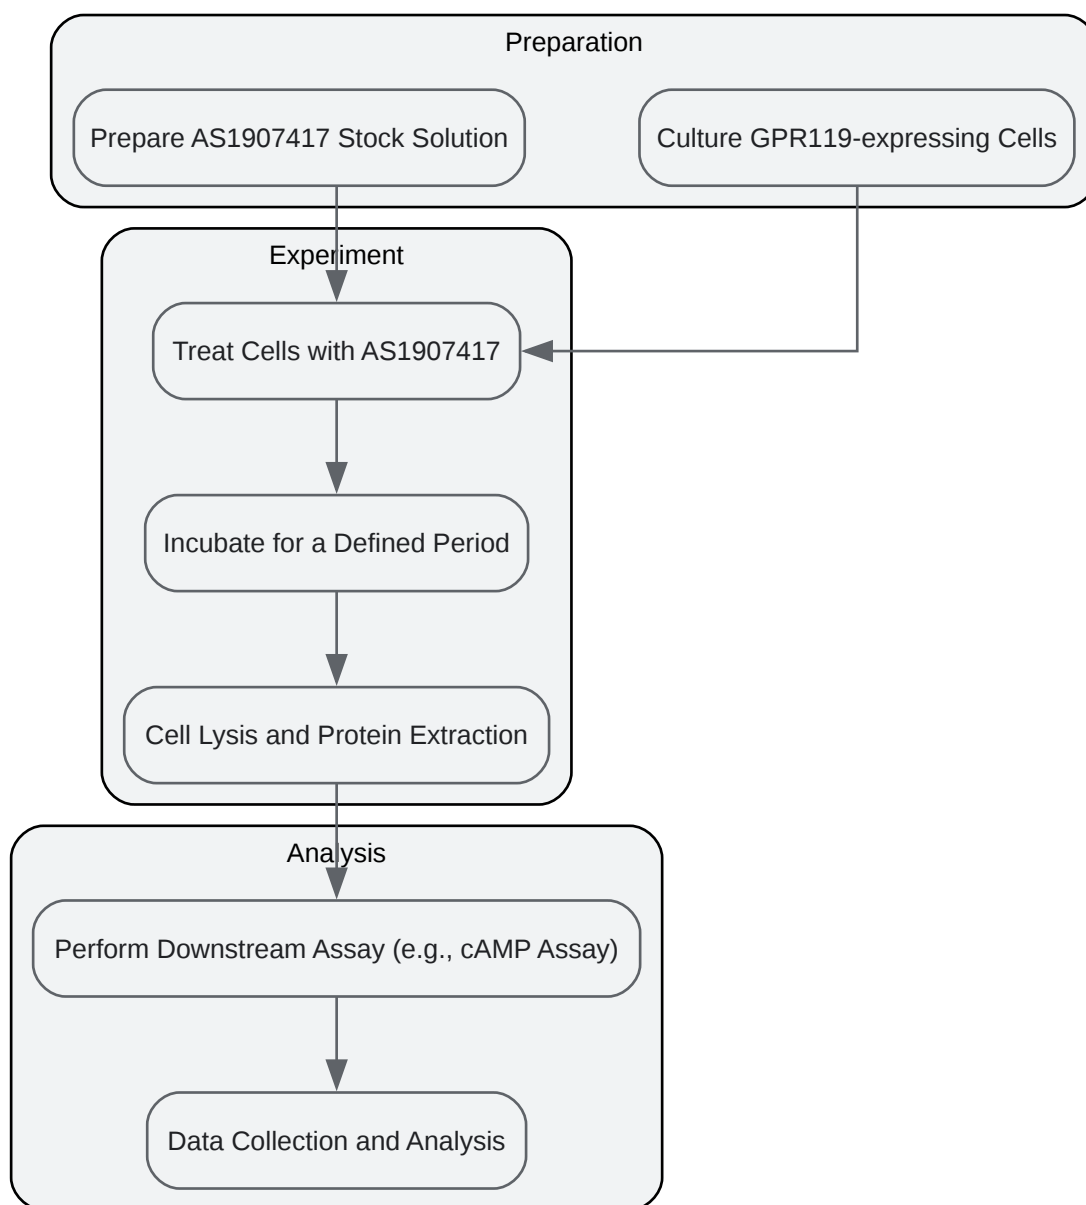 Preparation
Prepare AS1907417 Stock Solution
Culture GPR119-expressing Cells
Experiment
Treat Cells with AS1907417
Incubate for a Defined Period
Cell Lysis and Protein Extraction
Analysis
Perform Downstream Assay (e.g., cAMP Assay)
Data Collection and Analysis